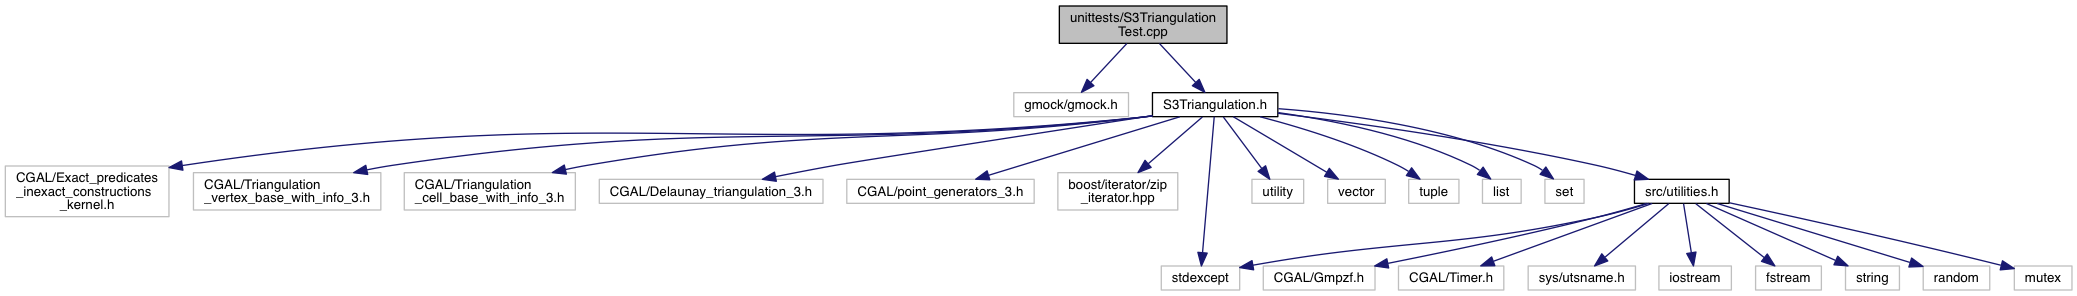 unittests/S3Triangulation
Test.cpp
gmock/gmock.h
S3Triangulation.h
CGAL/Exact_predicates
_inexact_constructions
_kernel.h
CGAL/Triangulation
_vertex_base_with_info_3.h
CGAL/Triangulation
_cell_base_with_info_3.h
CGAL/Delaunay_triangulation_3.h
CGAL/point_generators_3.h
boost/iterator/zip
_iterator.hpp
utility
vector
tuple
list
set
src/utilities.h
stdexcept
CGAL/Gmpzf.h
CGAL/Timer.h
sys/utsname.h
iostream
fstream
string
random
mutex